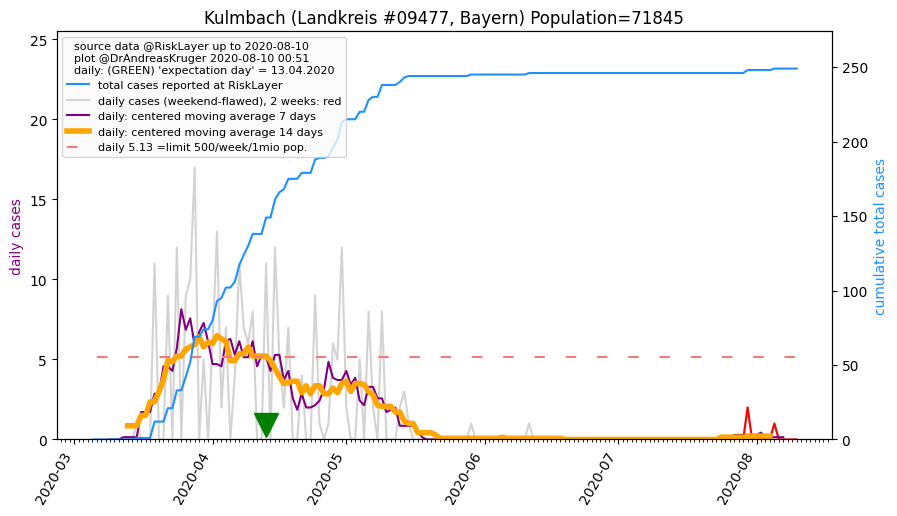 Kulmbach (Landkreis #09477, Bayern) Population=71845
source data @RiskLayer up to 2020-08-10
plot @DrAndreasKruger 2020-08-10 00:51
daily: (GREEN) 'expectation day' = 13.04.2020
total cases reported at RiskLayer
daily cases (weekend-flawed), 2 weeks: red
daily: centered moving average 7 days
daily: centered moving average 14 days
daily 5.13 =limit 500/week/1mio pop.
25
20
15
10
5
0
daily cases
250
200
150
100
50
0
cumulative total cases
2020-03
2020-04
2020-05
2020-06
2020-07
2020-08